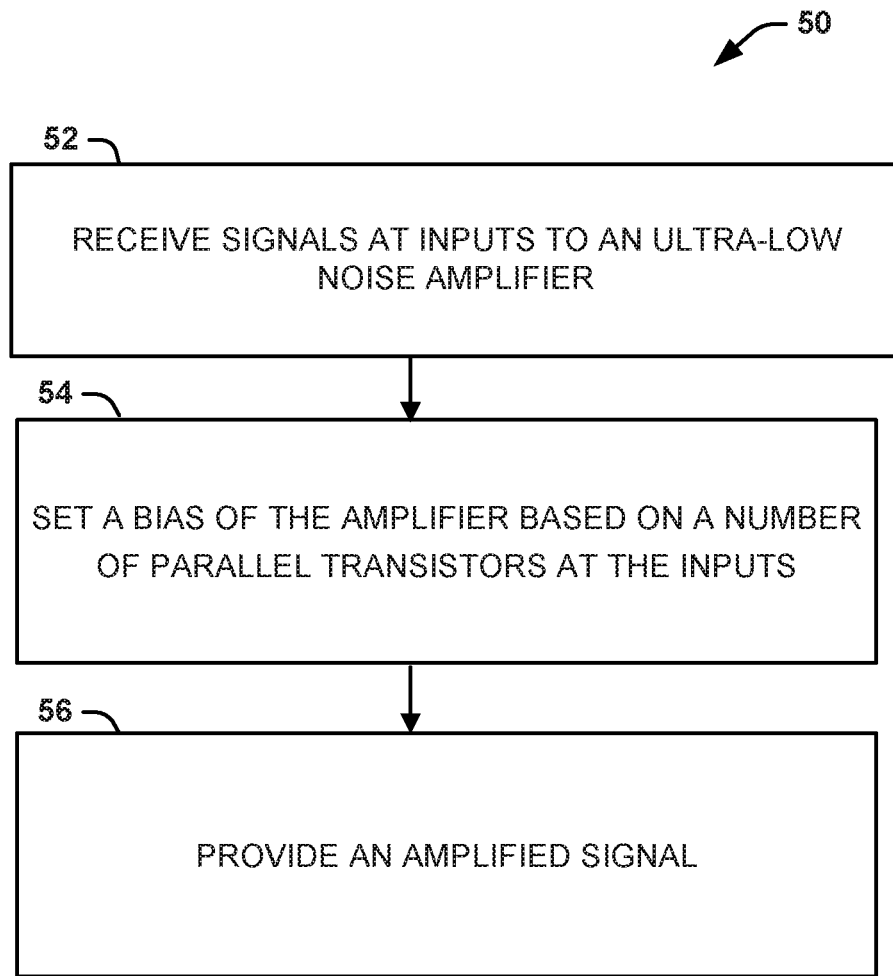 50
52
RECEIVE SIGNALS AT INPUTS TO AN ULTRA-LOW
NOISE AMPLIFIER
54
SET A BIAS OF THE AMPLIFIER BASED ON A NUMBER
OF PARALLEL TRANSISTORS AT THE INPUTS
56
PROVIDE AN AMPLIFIED SIGNAL